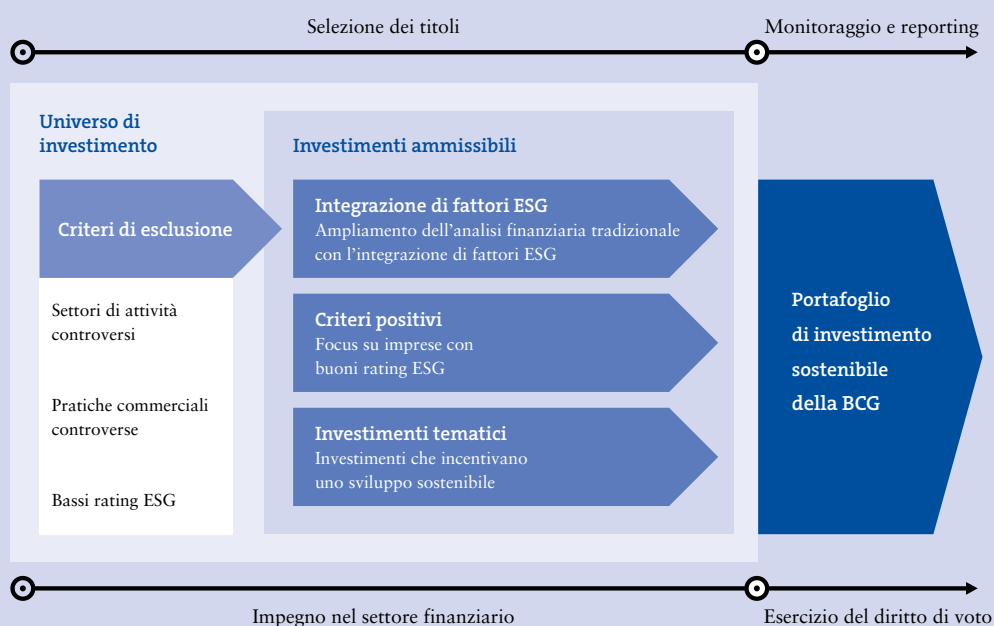 Selezione dei titoli
Monitoraggio e reporting
Universo di
investimento
Criteri di esclusione
Settori di attività
controversi
Pratiche commerciali
controverse
Bassi rating ESG
Investimenti ammissibili
Integrazione di fattori ESG
Ampliamento dell'analisi finanziaria tradizionale
con l'integrazione di fattori ESG
Criteri positivi
Focus su imprese con
buoni rating ESG
Investimenti tematici
Investimenti che incentivano
uno sviluppo sostenibile
Portafoglio
di investimento
sostenibile
della BCG
Impegno nel settore finanziario
Esercizio del diritto di voto